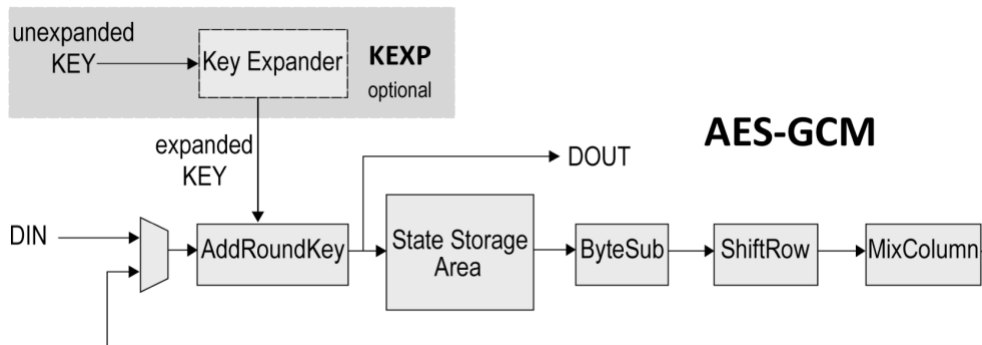 unexpanded
KEY
Key Expander
KEXP
optional
AES-GCM
expanded
KEY
DOUT
DIN
AddRoundKey
State Storage
Area
ByteSub
ShiftRow
MixColumn